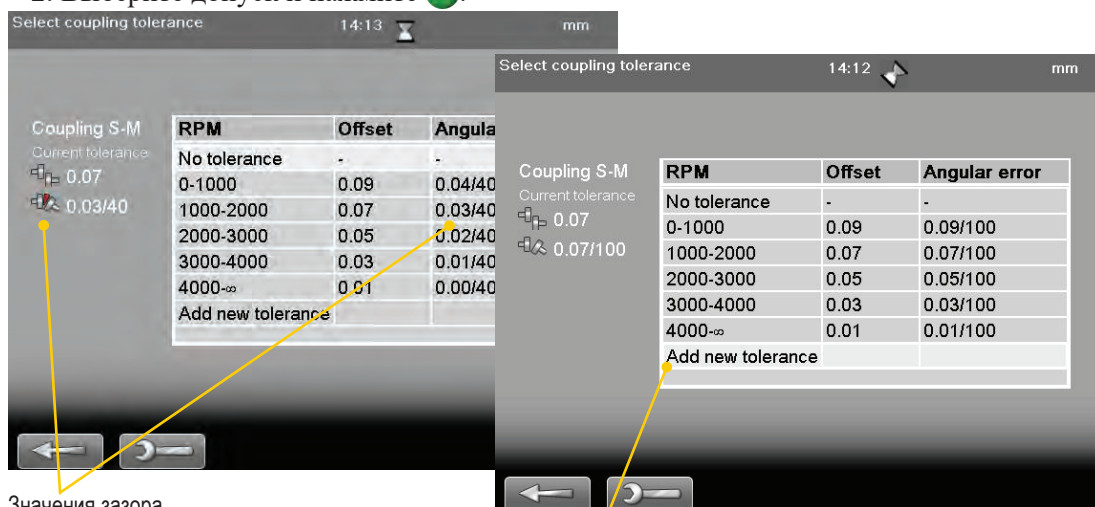 2. Выберите допуск и нажмите
Select coupling tolerance 14:13 mm
Coupling S-M
Current tolerance
0.07
0.03/40
RPM Offset Angula
No tolerance - -
0-1000 0.09 0.04/40
1000-2000 0.07 0.03/40
2000-3000 0.05 0.02/40
3000-4000 0.03 0.01/40
4000-∞ 0.01 0.00/40
Add new tolerance
Значения зазора
Select coupling tolerance 14:12 mm
Coupling S-M
Current tolerance
0.07
0.07/100
RPM Offset Angular error
No tolerance - -
0-1000 0.09 0.09/100
1000-2000 0.07 0.07/100
2000-3000 0.05 0.05/100
3000-4000 0.03 0.03/100
4000-∞ 0.01 0.01/100
Add new tolerance